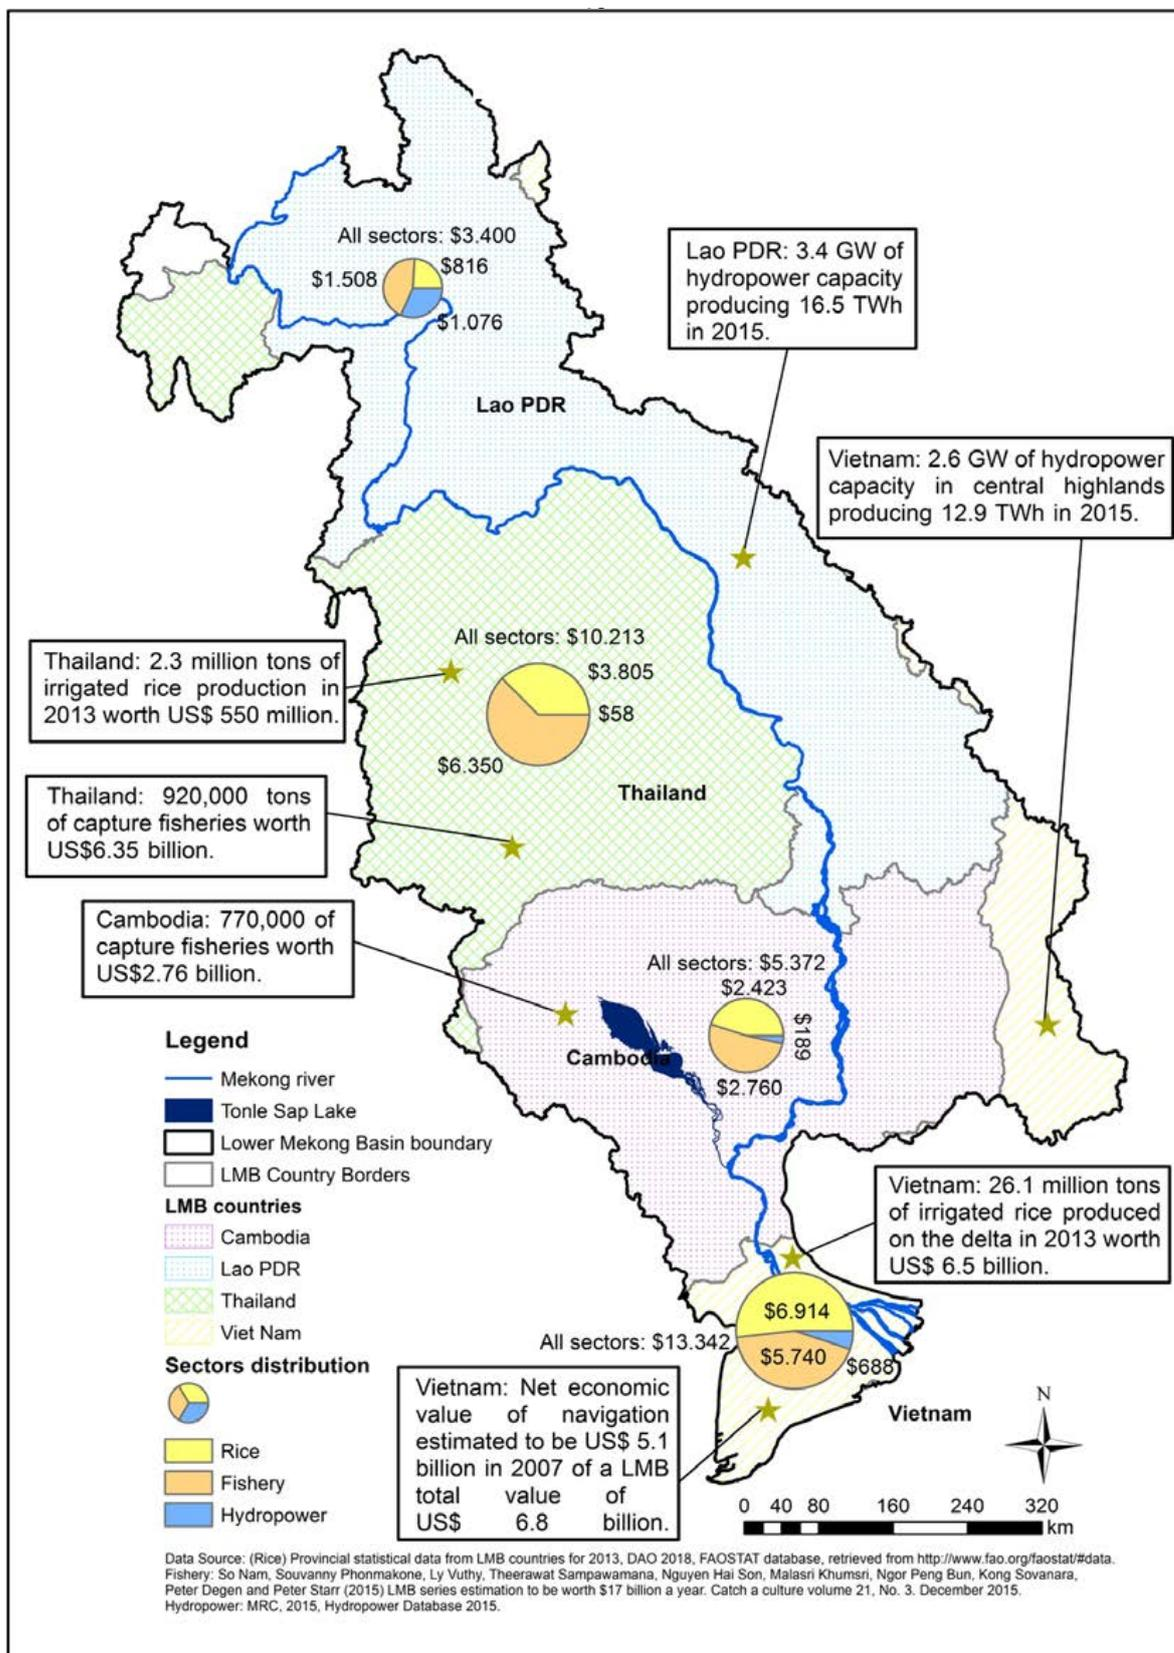 All sectors: $3.400
$1.508
$816
$1.076
Lao PDR: 3.4 GW of
hydropower capacity
producing 16.5 TWh
in 2015.
Lao PDR
Vietnam: 2.6 GW of hydropower
capacity in central highlands
producing 12.9 TWh in 2015.
All sectors: $10.213
$3.805
$58
$6.350
Thailand: 2.3 million tons of
irrigated rice production in
2013 worth US$ 550 million.
Thailand
Thailand: 920,000 tons
of capture fisheries worth
US$6.35 billion.
Cambodia: 770,000 of
capture fisheries worth
US$2.76 billion.
All sectors: $5.372
$2.423
$189
$2.760
Cambodia
Legend
Mekong river
Tonle Sap Lake
Lower Mekong Basin boundary
LMB Country Borders
LMB countries
Cambodia
Lao PDR
Thailand
Viet Nam
Sectors distribution
Rice
Fishery
Hydropower
Vietnam: 26.1 million tons
of irrigated rice produced
on the delta in 2013 worth
US$ 6.5 billion.
All sectors: $13.342
$6.914
$5.740
$688
Vietnam: Net economic
value of navigation
estimated to be US$ 5.1
billion in 2007 of a LMB
total value of
US$ 6.8 billion.
Vietnam
N
0 40 80 160 240 320
km
Data Source: (Rice) Provincial statistical data from LMB countries for 2013, DAO 2018, FAOSTAT database, retrieved from http://www.fao.org/faostat/#data.
Fishery: So Nam, Souvanny Phonmakone, Ly Vuthy, Theerawat Sampawamana, Nguyen Hai Son, Malasri Khumsri, Ngor Peng Bun, Kong Sovanara,
Peter Degen and Peter Starr (2015) LMB series estimation to be worth $17 billion a year. Catch a culture volume 21, No. 3. December 2015.
Hydropower: MRC, 2015, Hydropower Database 2015.